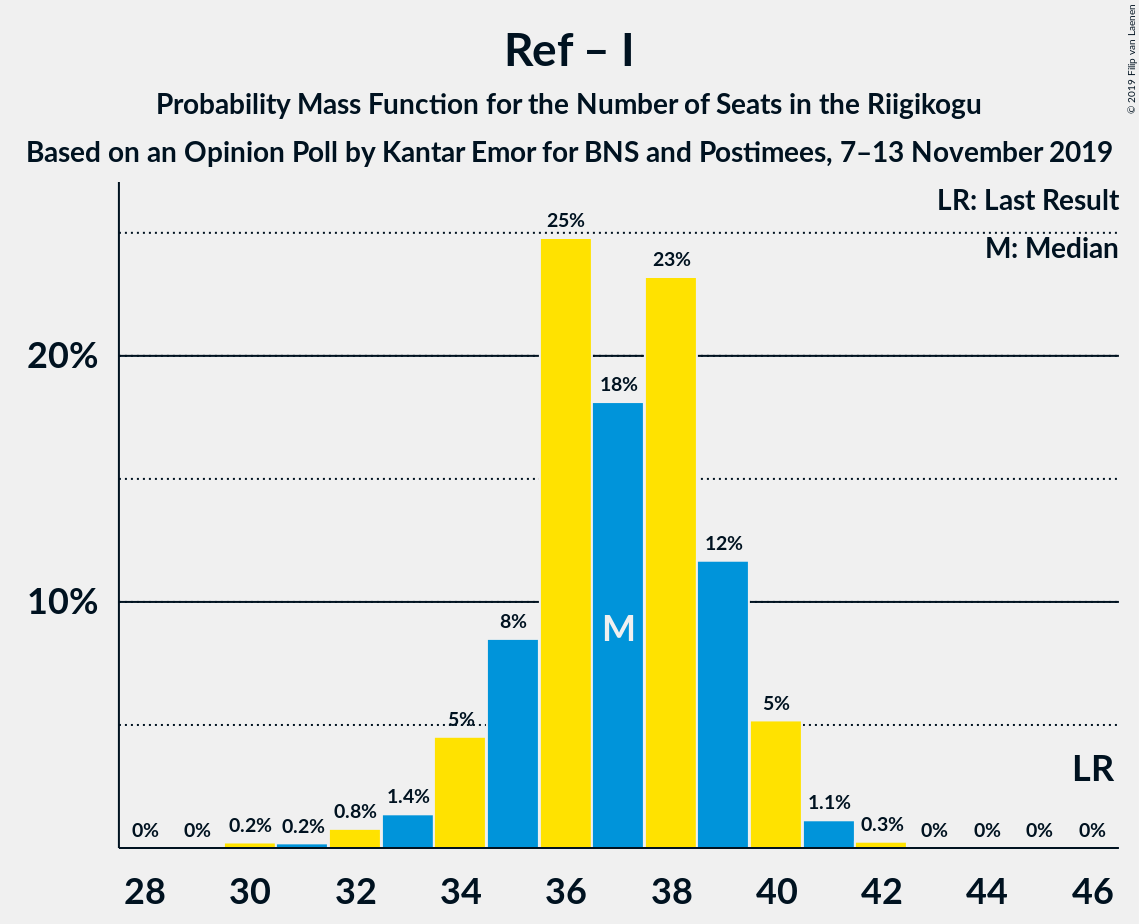 Ref – I
Probability Mass Function for the Number of Seats in the Riigikogu
Based on an Opinion Poll by Kantar Emor for BNS and Postimees, 7–13 November 2019
© 2019 Filip van Laenen
LR: Last Result
M: Median
20%
10%
0%
0%
0.2%
0.2%
0.8%
1.4%
5%
8%
25%
18%
23%
12%
5%
1.1%
0.3%
0%
0%
0%
0%
M
LR
28 30 32 34 36 38 40 42 44 46